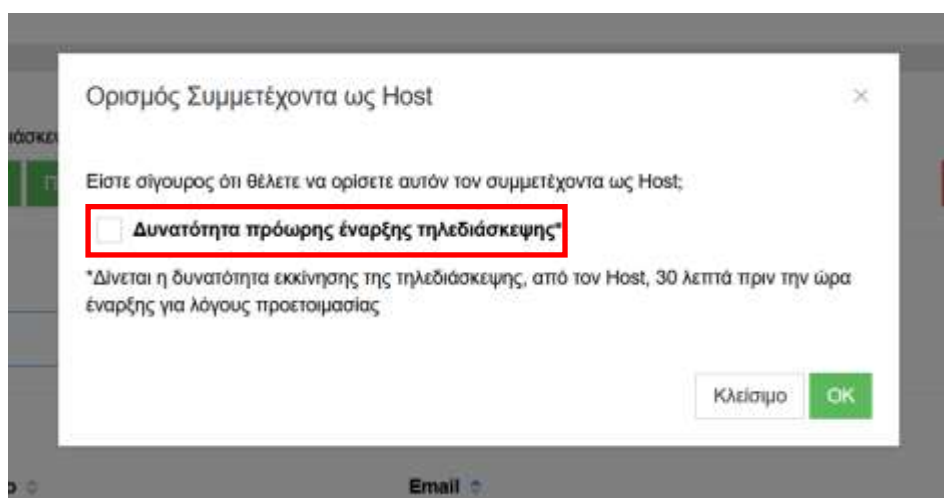 Ορισμός Συμμετέχοντα ως Host
Είστε σίγουρος ότι θέλετε να ορίσετε αυτόν τον συμμετέχοντα ως Host;
Δυνατότητα πρόωρης έναρξης τηλεδιάσκεψης*
*Δίνεται η δυνατότητα εκκίνησης της τηλεδιάσκεψης, από τον Host, 30 λεπτά πριν την ώρα
έναρξης για λόγους προετοιμασίας
Κλείσιμο OK
Email